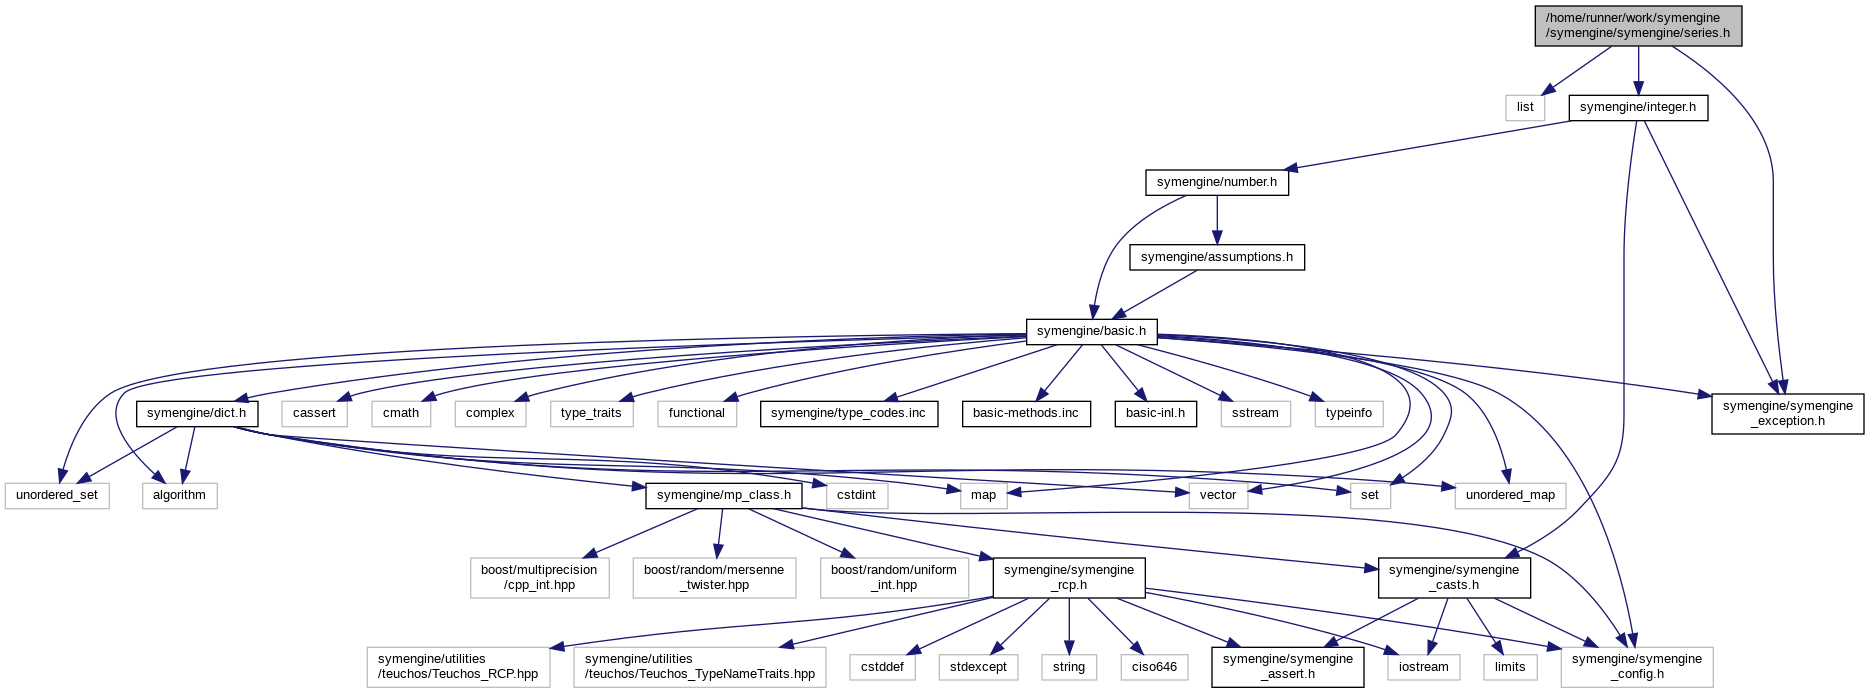 /home/runner/work/symengine
/symengine/symengine/series.h
list
symengine/integer.h
symengine/number.h
symengine/assumptions.h
symengine/basic.h
symengine/dict.h
cassert
cmath
complex
type_traits
functional
symengine/type_codes.inc
basic-methods.inc
basic-inl.h
sstream
typeinfo
symengine/symengine
_exception.h
unordered_set
algorithm
symengine/mp_class.h
cstdint
map
vector
set
unordered_map
boost/multiprecision
/cpp_int.hpp
boost/random/mersenne
_twister.hpp
boost/random/uniform
_int.hpp
symengine/symengine
_rcp.h
symengine/symengine
_casts.h
symengine/utilities
/teuchos/Teuchos_RCP.hpp
symengine/utilities
/teuchos/Teuchos_TypeNameTraits.hpp
cstddef
stdexcept
string
ciso646
symengine/symengine
_assert.h
iostream
limits
symengine/symengine
_config.h